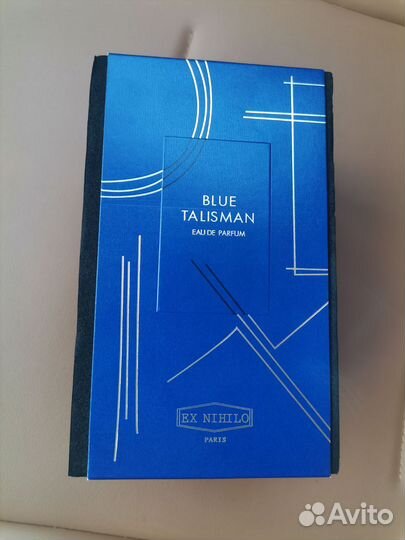 BLUE
TALISMAN
EAU DE PARFUM
EX NIHILO
PARIS
Avito